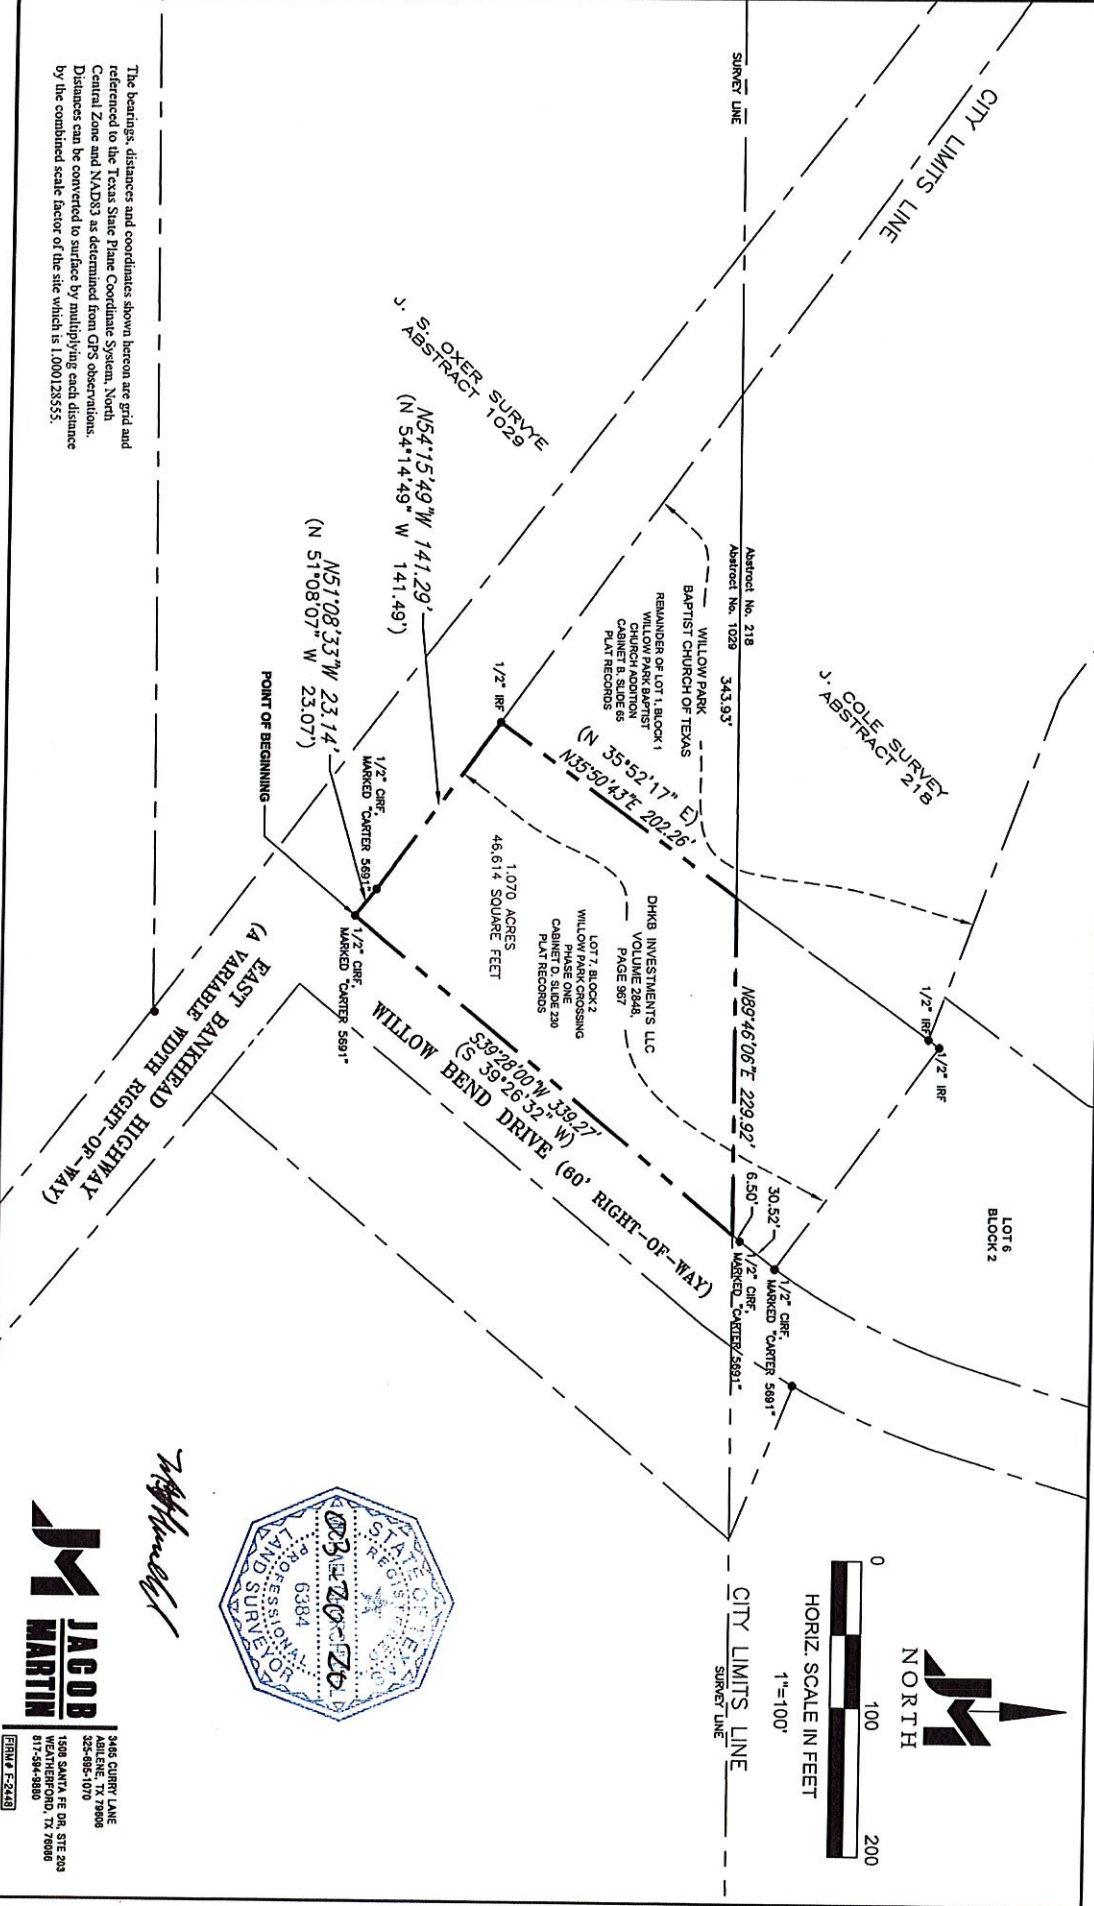 CITY LIMITS LINE
SURVEY LINE
Abstract No. 218
Abstract No. 1029
343.93'
J. COLE SURVEY
ABSTRACT 218
J. S. OXER SURVYE
ABSTRACT 1029
WILLOW PARK
BAPTIST CHURCH OF TEXAS
REMAINDER OF LOT 1, BLOCK 1
WILLOW PARK BAPTIST
CHURCH ADDITION
CABINET B, SLIDE 65
PLAT RECORDS
(N 35°52'17" E)
N35°50'43"E 202.26'
1/2" IRF
N54°15'49"W 141.29'
(N 54°14'49" W 141.49')
N51°08'33"W 23.14'
(N 51°08'07" W 23.07')
1/2" CIRF,
MARKED "CARTER 5691"
POINT OF BEGINNING
1/2" CIRF,
MARKED "CARTER 5691"
1.070 ACRES
46,614 SQUARE FEET
DHKB INVESTMENTS LLC
VOLUME 2848,
PAGE 967
LOT 7, BLOCK 2
WILLOW PARK CROSSING
PHASE ONE
CABINET D, SLIDE 230
PLAT RECORDS
N89°46'06"E 229.92'
1/2" IRF
1/2" IRF
LOT 6
BLOCK 2
30.52'
6.50'
1/2" CIRF,
MARKED "CARTER 5691"
1/2" CIRF,
MARKED "CARTER 5691"
S39°28'00"W 339.27'
(S 39°26'32" W)
WILLOW BEND DRIVE (60' RIGHT-OF-WAY)
EAST BANKHEAD HIGHWAY
(A VARIABLE WIDTH RIGHT-OF-WAY)
CITY LIMITS LINE
SURVEY LINE
NORTH
0 100 200
HORIZ. SCALE IN FEET
1"=100'
STATE OF TEXAS
REGISTERED
03-20-20
6384
PROFESSIONAL
LAND SURVEYOR
JACOB
MARTIN
3465 CURRY LANE
ABILENE, TX 79606
325-695-1070
1508 SANTA FE DR, STE 203
WEATHERFORD, TX 76086
817-594-9880
FIRM# F-2448
The bearings, distances and coordinates shown hereon are grid and
referenced to the Texas State Plane Coordinate System, North
Central Zone and NAD83 as determined from GPS observations.
Distances can be converted to surface by multiplying each distance
by the combined scale factor of the site which is 1.000128555.